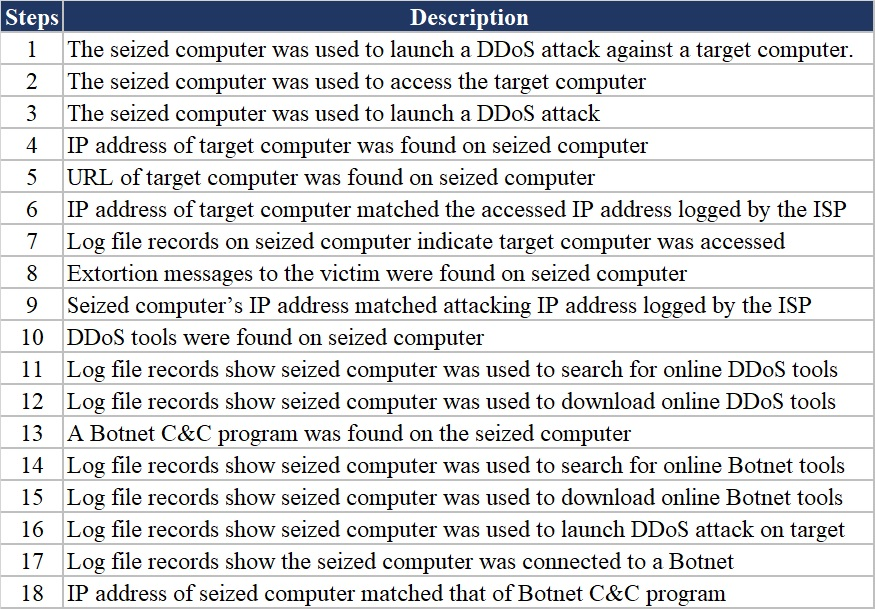 Steps Description
1 The seized computer was used to launch a DDoS attack against a target computer.
2 The seized computer was used to access the target computer
3 The seized computer was used to launch a DDoS attack
4 IP address of target computer was found on seized computer
5 URL of target computer was found on seized computer
6 IP address of target computer matched the accessed IP address logged by the ISP
7 Log file records on seized computer indicate target computer was accessed
8 Extortion messages to the victim were found on seized computer
9 Seized computer’s IP address matched attacking IP address logged by the ISP
10 DDoS tools were found on seized computer
11 Log file records show seized computer was used to search for online DDoS tools
12 Log file records show seized computer was used to download online DDoS tools
13 A Botnet C&C program was found on the seized computer
14 Log file records show seized computer was used to search for online Botnet tools
15 Log file records show seized computer was used to download online Botnet tools
16 Log file records show seized computer was used to launch DDoS attack on target
17 Log file records show the seized computer was connected to a Botnet
18 IP address of seized computer matched that of Botnet C&C program